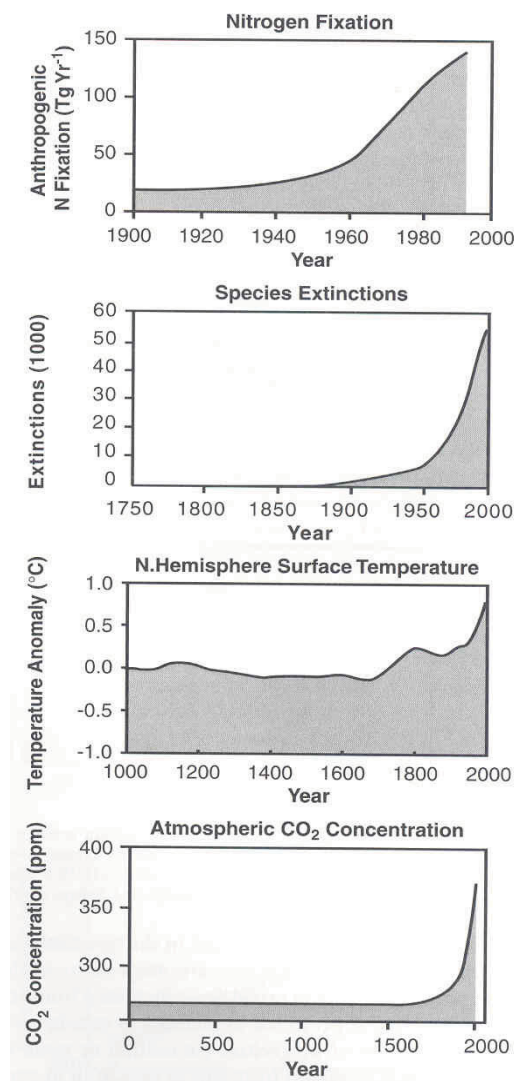 Nitrogen Fixation
Anthropogenic
N Fixation (Tg Yr⁻¹)
150
100
50
0
1900 1920 1940 1960 1980 2000
Year
Species Extinctions
Extinctions (1000)
60
50
40
30
20
10
0
1750 1800 1850 1900 1950 2000
Year
N.Hemisphere Surface Temperature
Temperature Anomaly (°C)
1.0
0.5
0.0
-0.5
-1.0
1000 1200 1400 1600 1800 2000
Year
Atmospheric CO₂ Concentration
CO₂ Concentration (ppm)
400
350
300
0 500 1000 1500 2000
Year